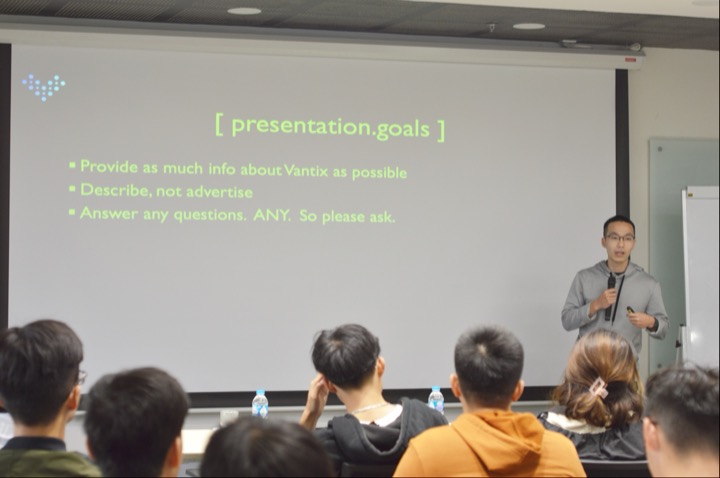 [ presentation.goals ]
▪ Provide as much info about Vantix as possible
▪ Describe, not advertise
▪ Answer any questions. ANY. So please ask.